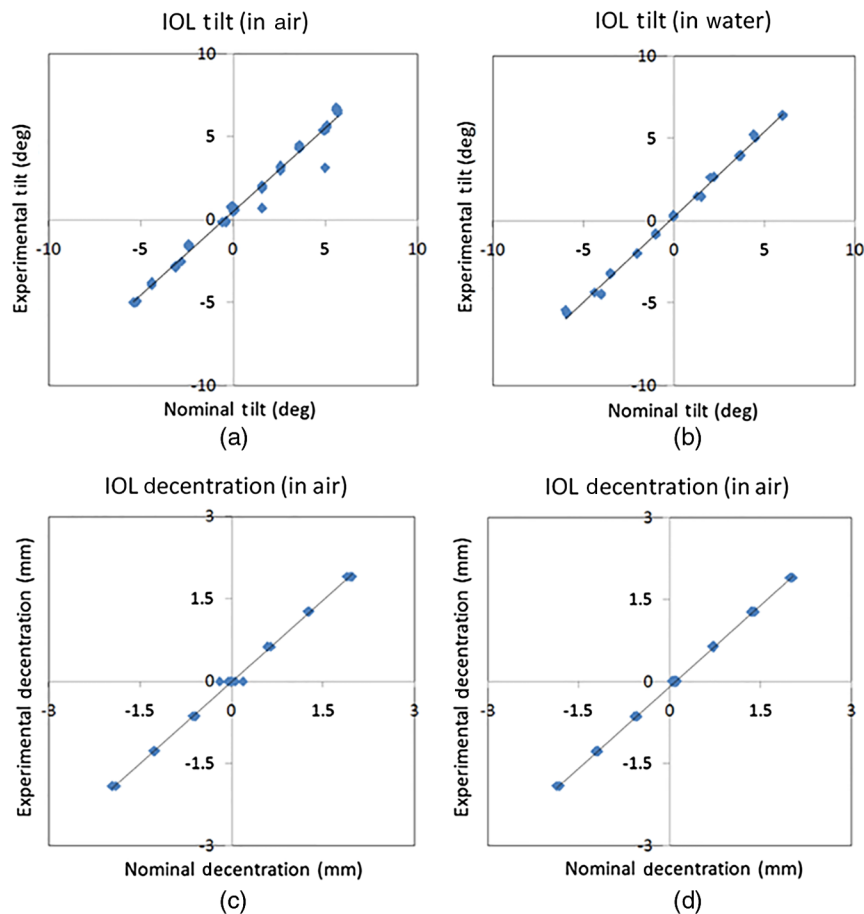 IOL tilt (in air)
10
5
0
-10
-5
0
5
10
-5
-10
Experimental tilt (deg)
Nominal tilt (deg)
(a)
IOL tilt (in water)
10
5
0
-10
-5
0
5
10
-5
-10
Experimental tilt (deg)
Nominal tilt (deg)
(b)
IOL decentration (in air)
3
1.5
0
-3
-1.5
0
1.5
3
-1.5
-3
Experimental decentration (mm)
Nominal decentration (mm)
(c)
IOL decentration (in air)
3
1.5
0
-3
-1.5
0
1.5
3
-1.5
-3
Experimental decentration (mm)
Nominal decentration (mm)
(d)